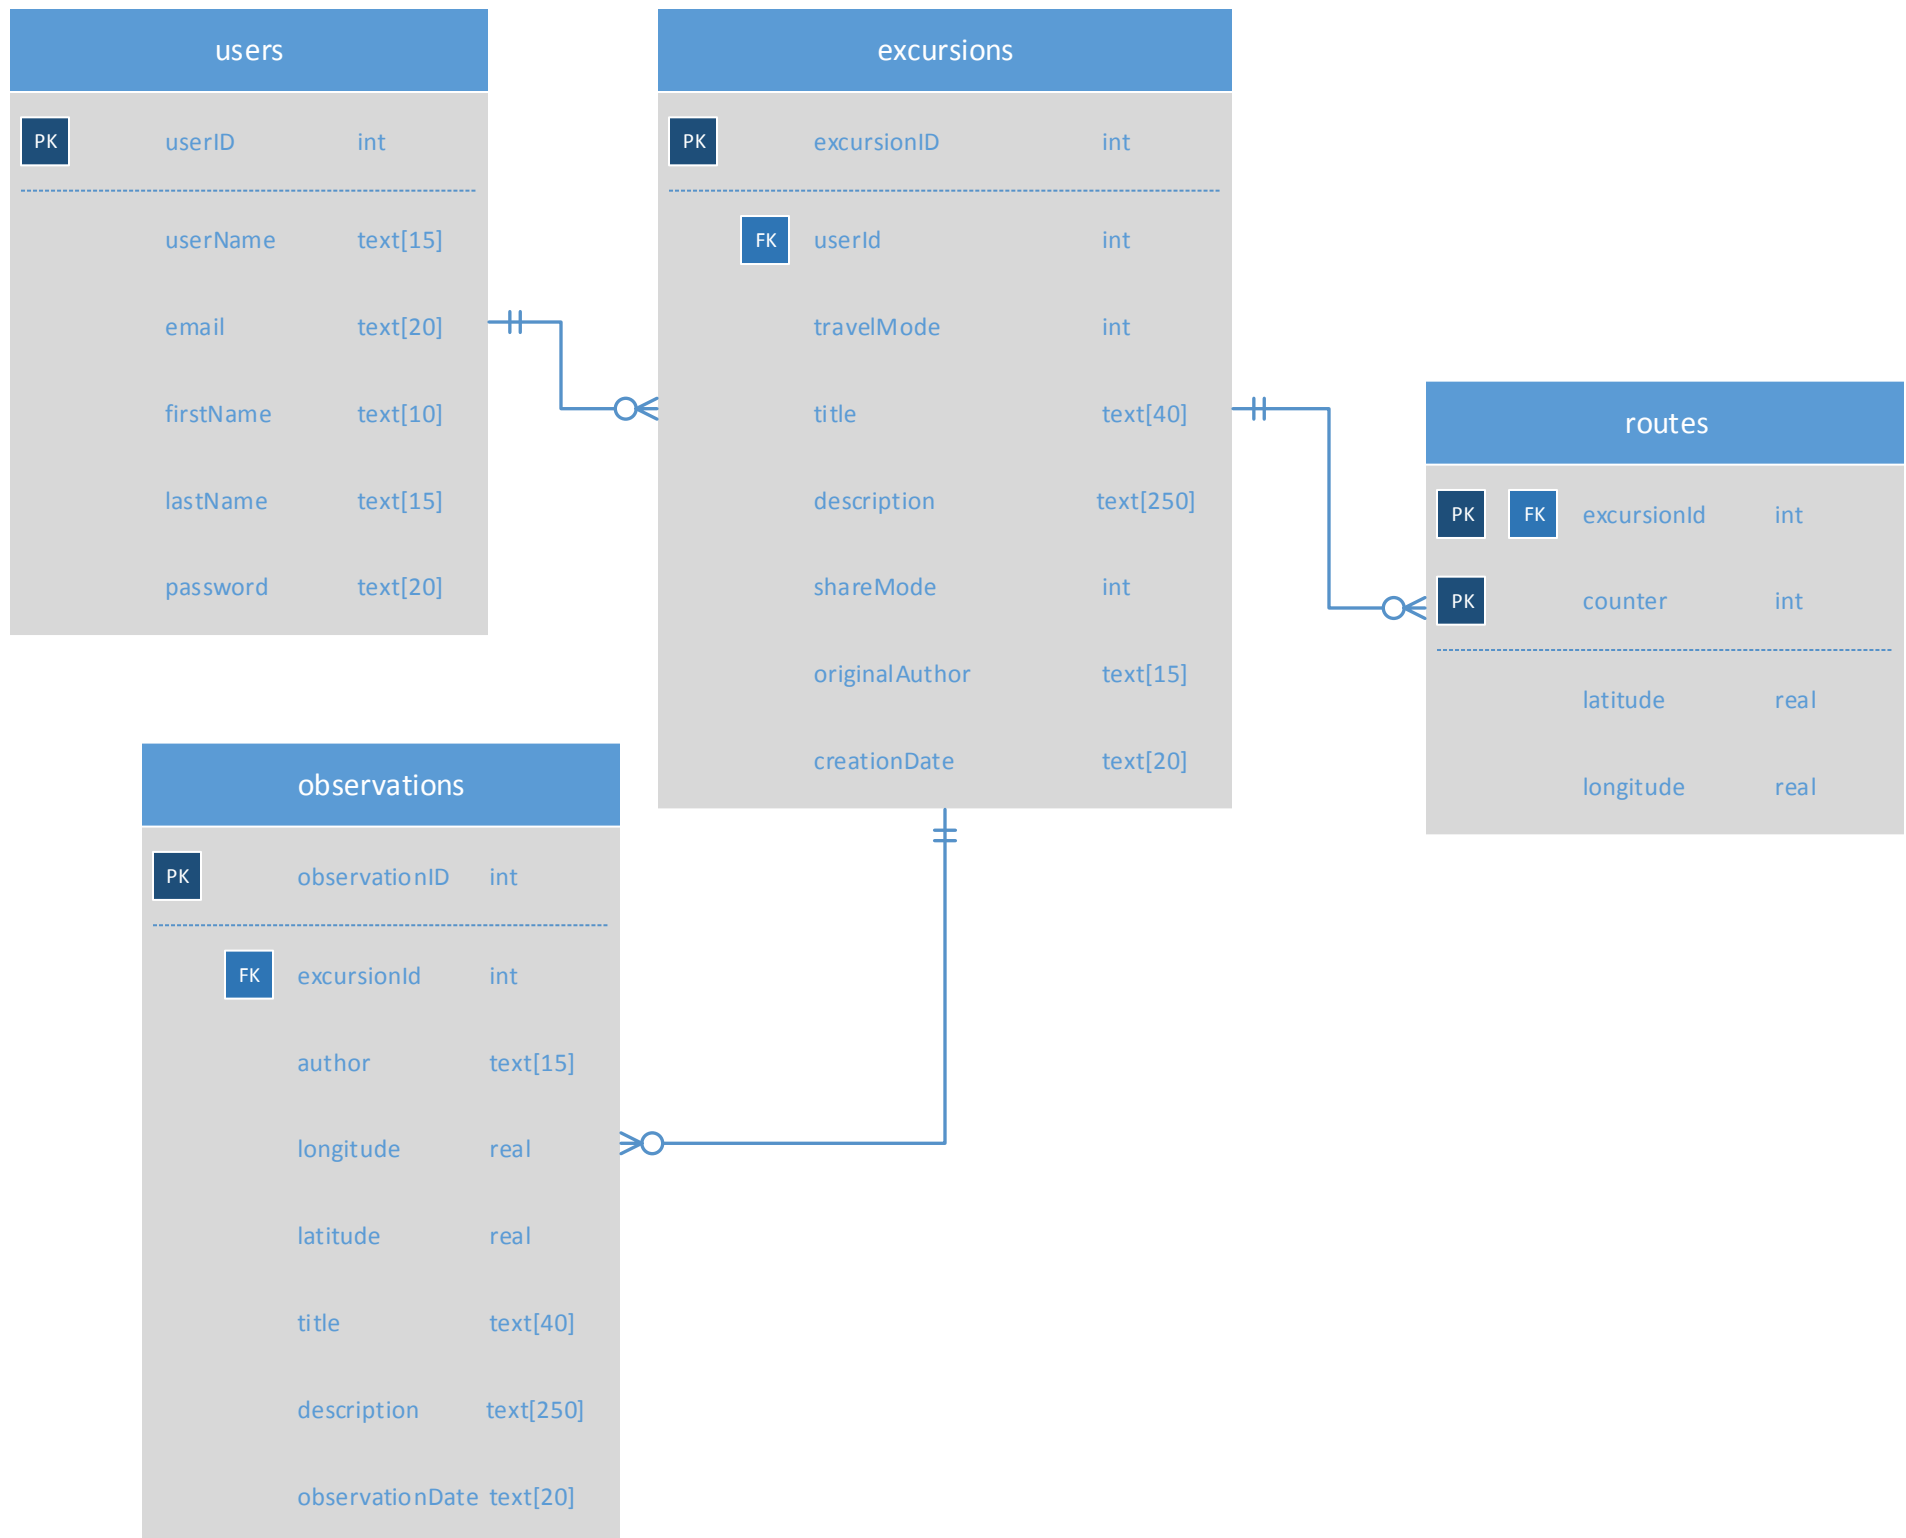 users
PK userID int
userName text[15]
email text[20]
firstName text[10]
lastName text[15]
password text[20]
excursions
PK excursionID int
FK userId int
travelMode int
title text[40]
description text[250]
shareMode int
originalAuthor text[15]
creationDate text[20]
routes
PK FK excursionId int
PK counter int
latitude real
longitude real
observations
PK observationID int
FK excursionId int
author text[15]
longitude real
latitude real
title text[40]
description text[250]
observationDate text[20]